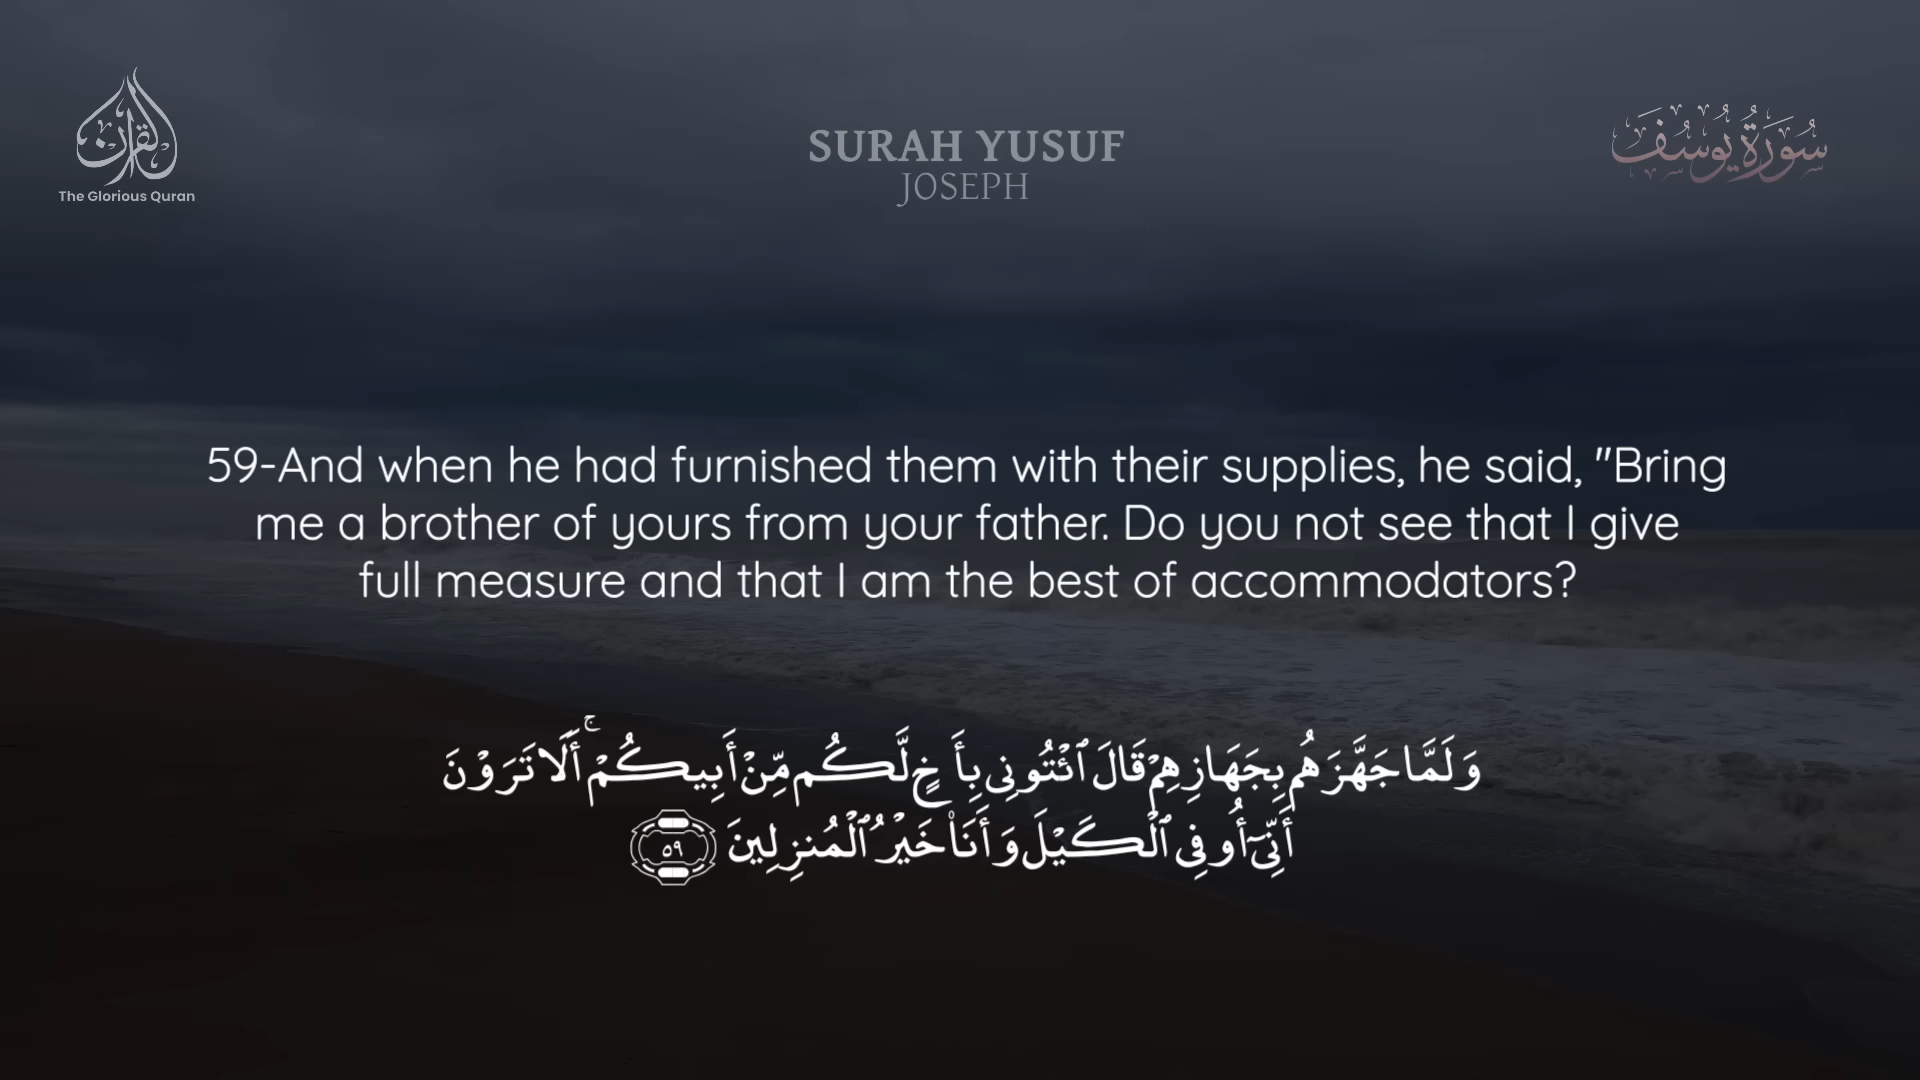 القرآن
The Glorious Quran
SURAH YUSUF
JOSEPH
سُورَةُ يُوسُفَ
59-And when he had furnished them with their supplies, he said, "Bring
me a brother of yours from your father. Do you not see that I give
full measure and that I am the best of accommodators?
وَلَمَّا جَهَّزَهُم بِجَهَازِهِمْ قَالَ ٱئْتُونِى بِأَخٍ لَّكُم مِّنْ أَبِيكُمْ ۚ أَلَا تَرَوْنَ
أَنِّىٓ أُوفِى ٱلْكَيْلَ وَأَنَا۠ خَيْرُ ٱلْمُنزِلِينَ ٥٩